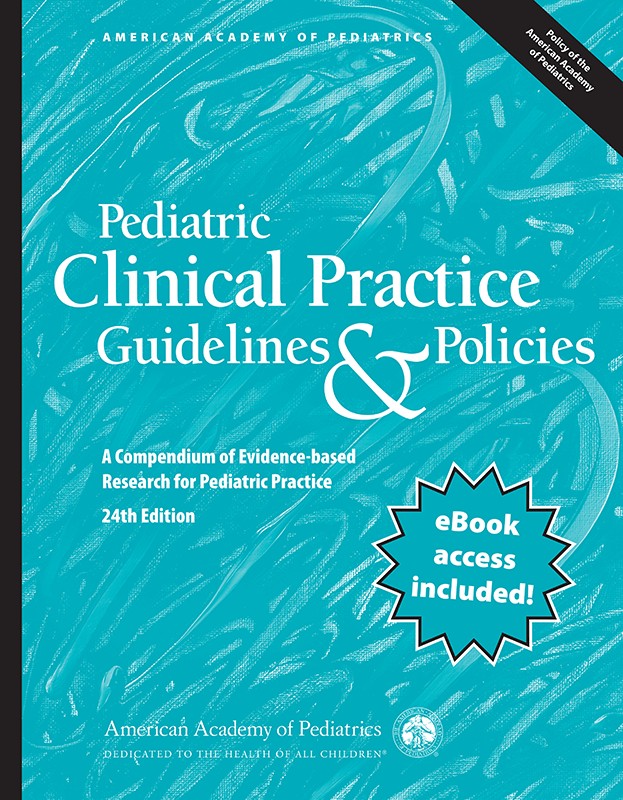 AMERICAN ACADEMY OF PEDIATRICS
Policy of the
American Academy
of Pediatrics
Pediatric
Clinical Practice
Guidelines & Policies
A Compendium of Evidence-based
Research for Pediatric Practice
24th Edition
eBook
access
included!
American Academy of Pediatrics
DEDICATED TO THE HEALTH OF ALL CHILDREN®